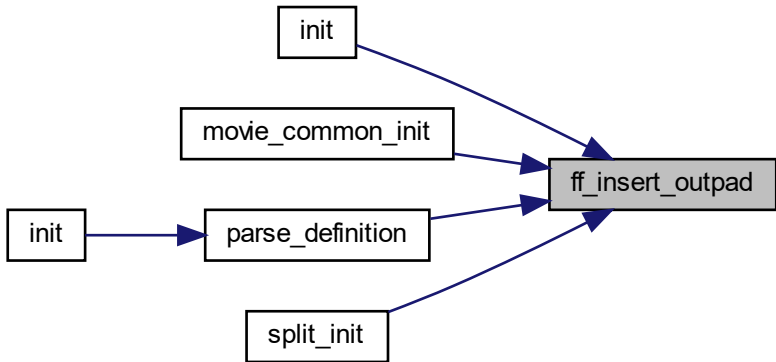 init
movie_common_init
ff_insert_outpad
init
parse_definition
split_init